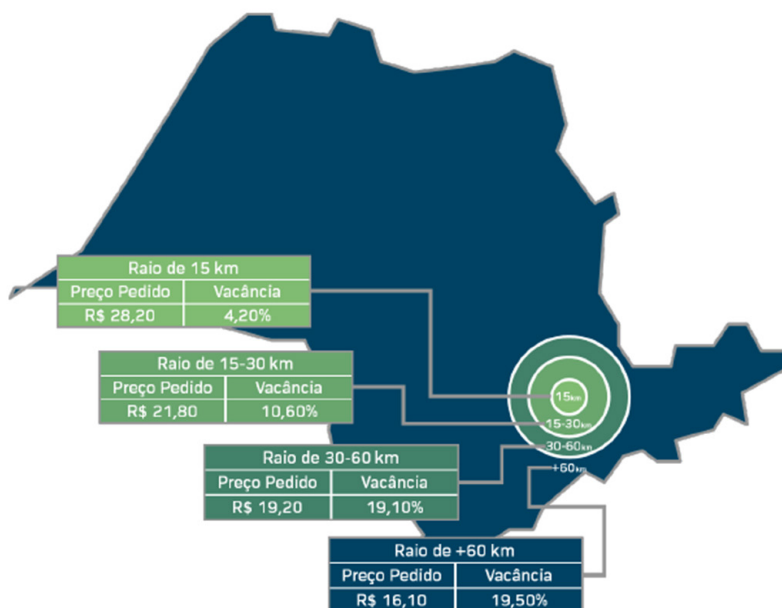 Raio de 15 km
Preço Pedido Vacância
R$ 28,20 4,20%
Raio de 15-30 km
Preço Pedido Vacância
R$ 21,80 10,60%
Raio de 30-60 km
Preço Pedido Vacância
R$ 19,20 19,10%
Raio de +60 km
Preço Pedido Vacância
R$ 16,10 19,50%
15km
15-30km
30-60km
+60km